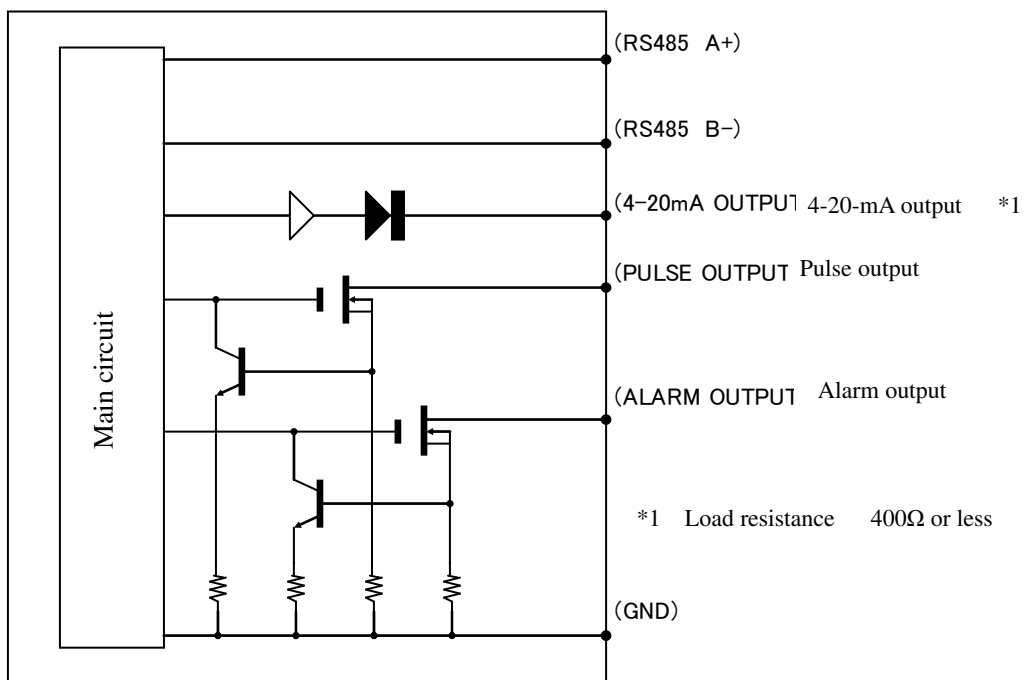 (RS485 A+)
(RS485 B-)
(4-20mA OUTPUT 4-20-mA output *1
(PULSE OUTPUT Pulse output
Main circuit
(ALARM OUTPUT Alarm output
*1 Load resistance 400Ω or less
(GND)